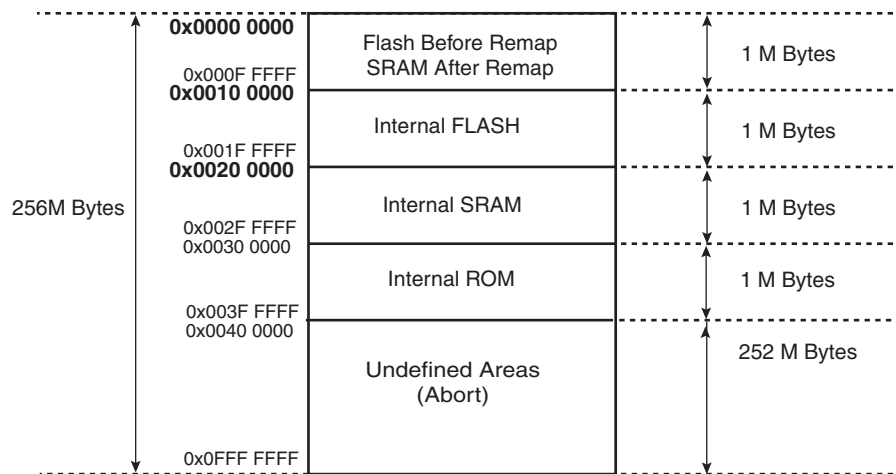 0x0000 0000
Flash Before Remap
SRAM After Remap
1 M Bytes
0x000F FFFF
0x0010 0000
Internal FLASH
1 M Bytes
0x001F FFFF
0x0020 0000
256M Bytes
Internal SRAM
1 M Bytes
0x002F FFFF
0x0030 0000
Internal ROM
1 M Bytes
0x003F FFFF
0x0040 0000
252 M Bytes
Undefined Areas
(Abort)
0x0FFF FFFF